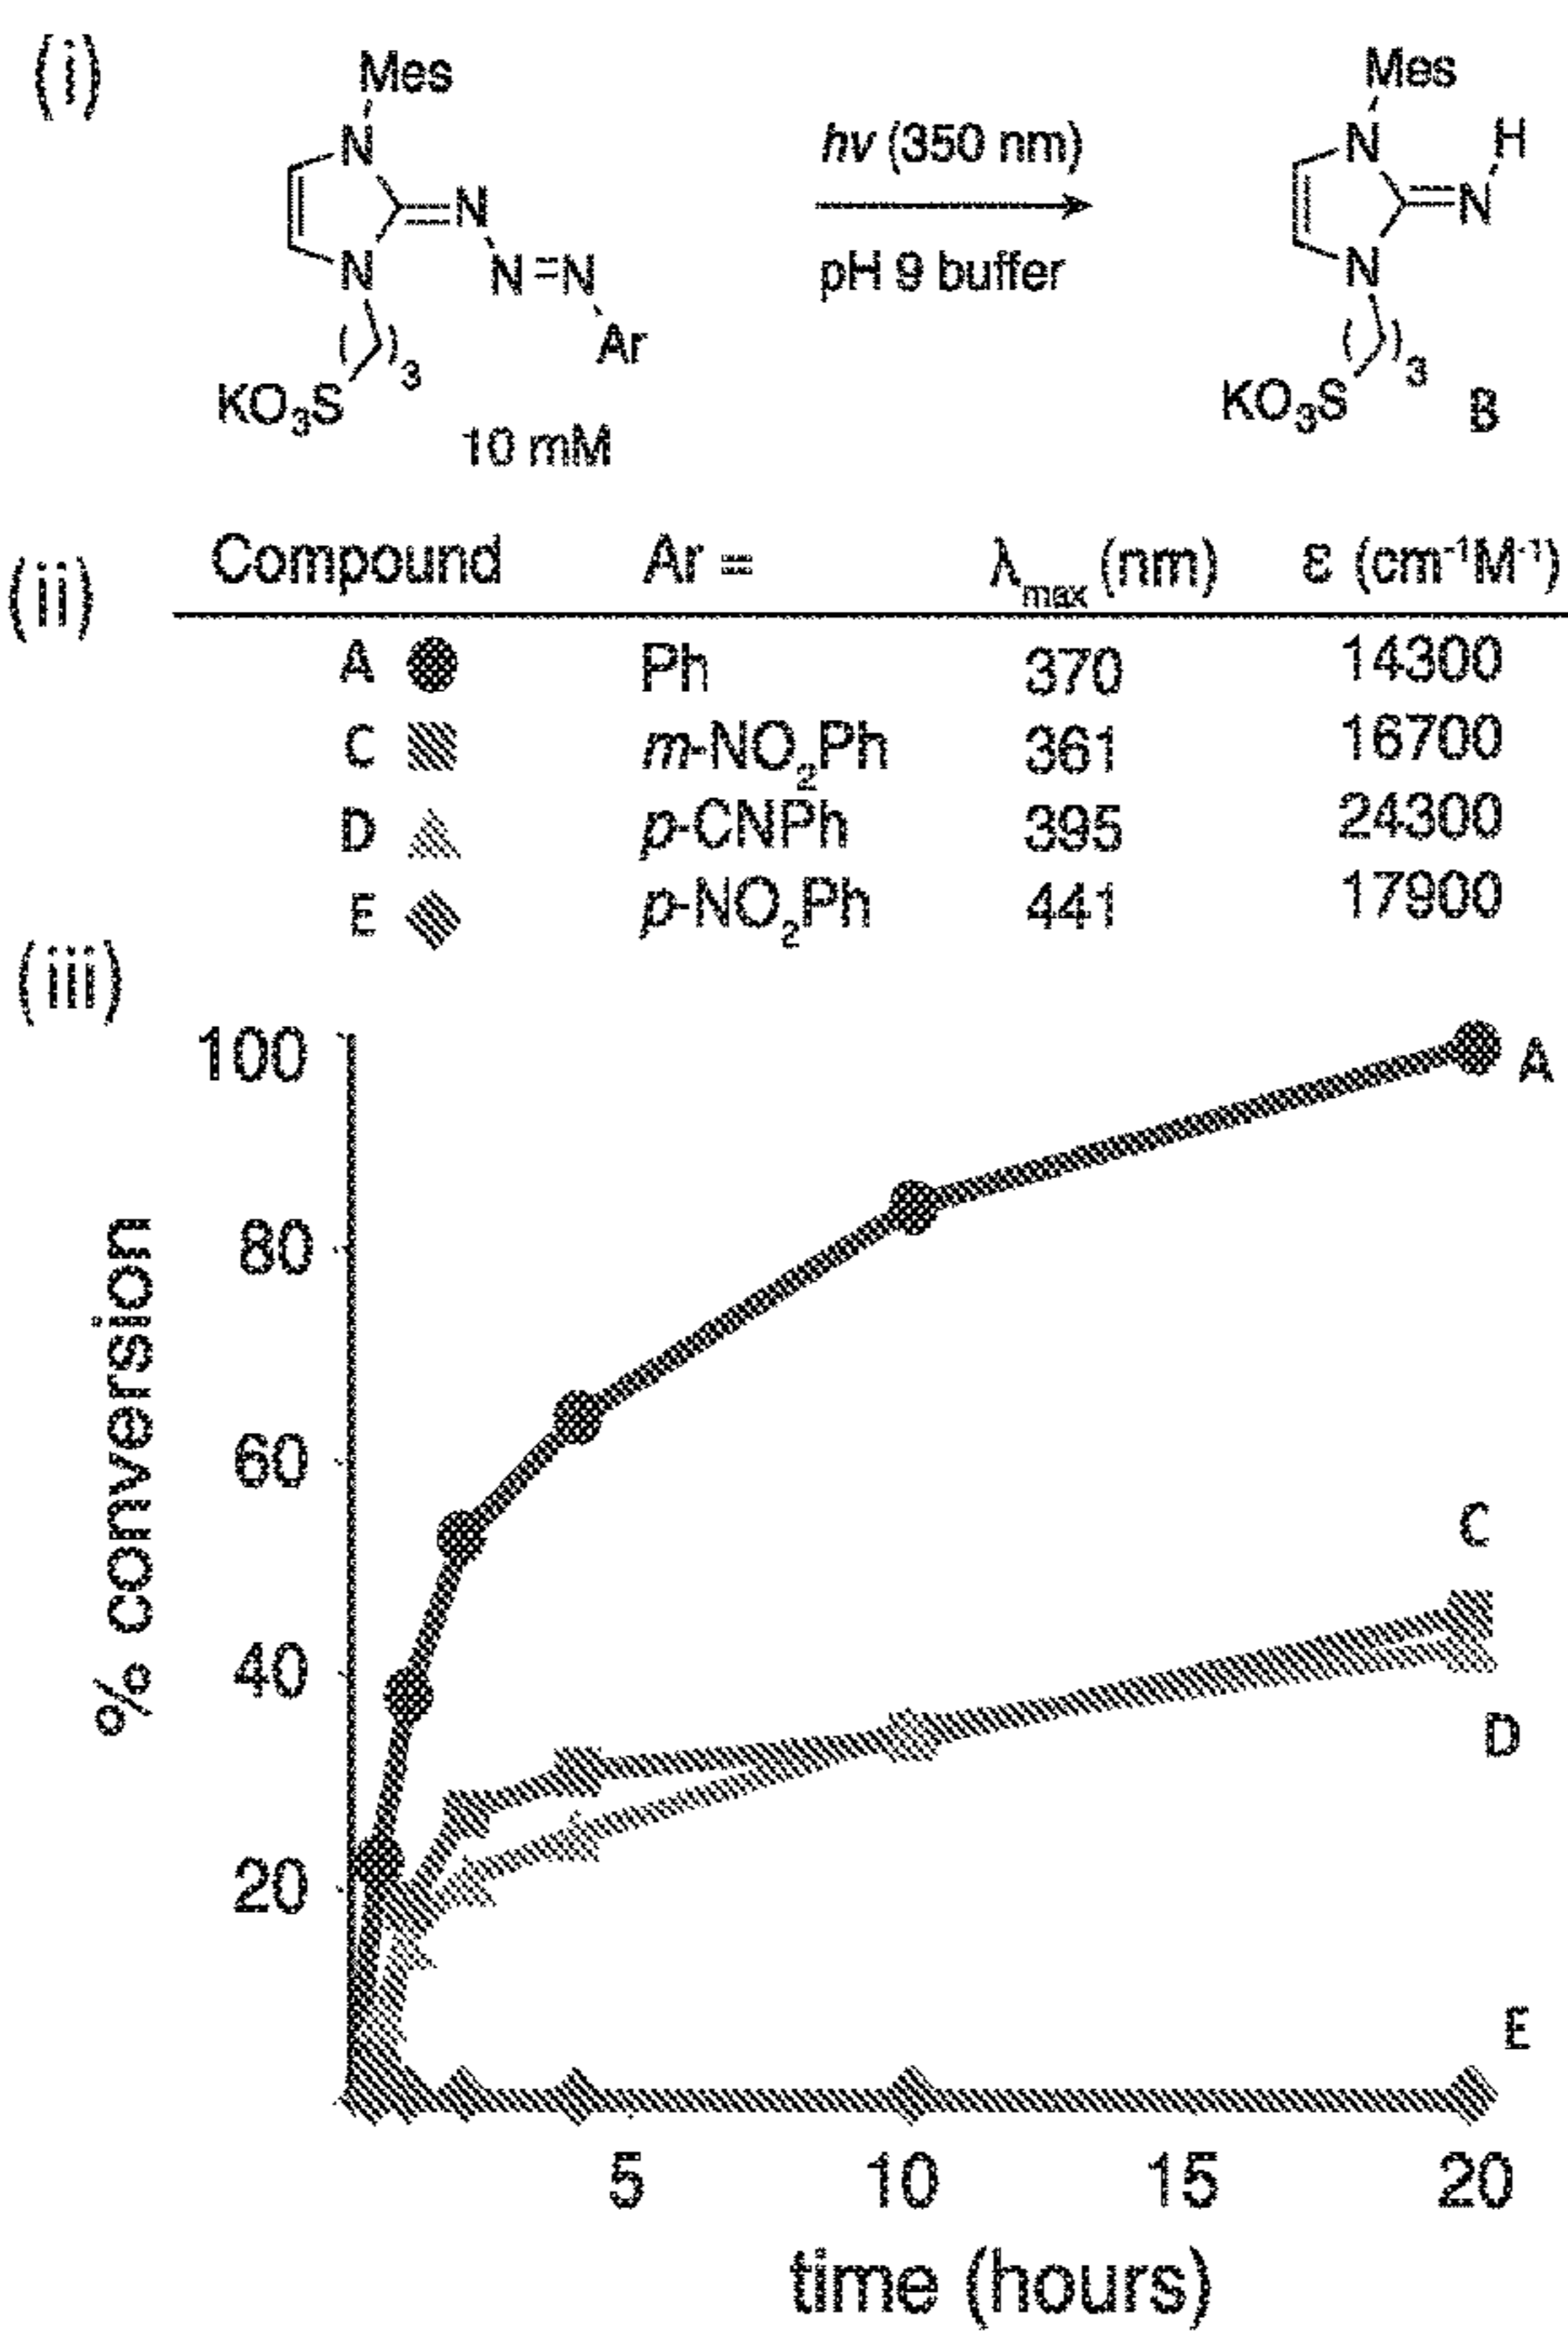 (i)
Mes
N
N
N
N=N
Ar
( )3
KO3S
10 mM
hν (350 nm)
pH 9 buffer
Mes
N
H
N
N
( )3
KO3S
B
(ii)
Compound Ar = λmax (nm) ε (cm-1M-1)
A Ph 370 14300
C m-NO2Ph 361 16700
D p-CNPh 395 24300
E p-NO2Ph 441 17900
(iii)
100
80
60
40
20
% conversion
A
C
D
E
5 10 15 20
time (hours)